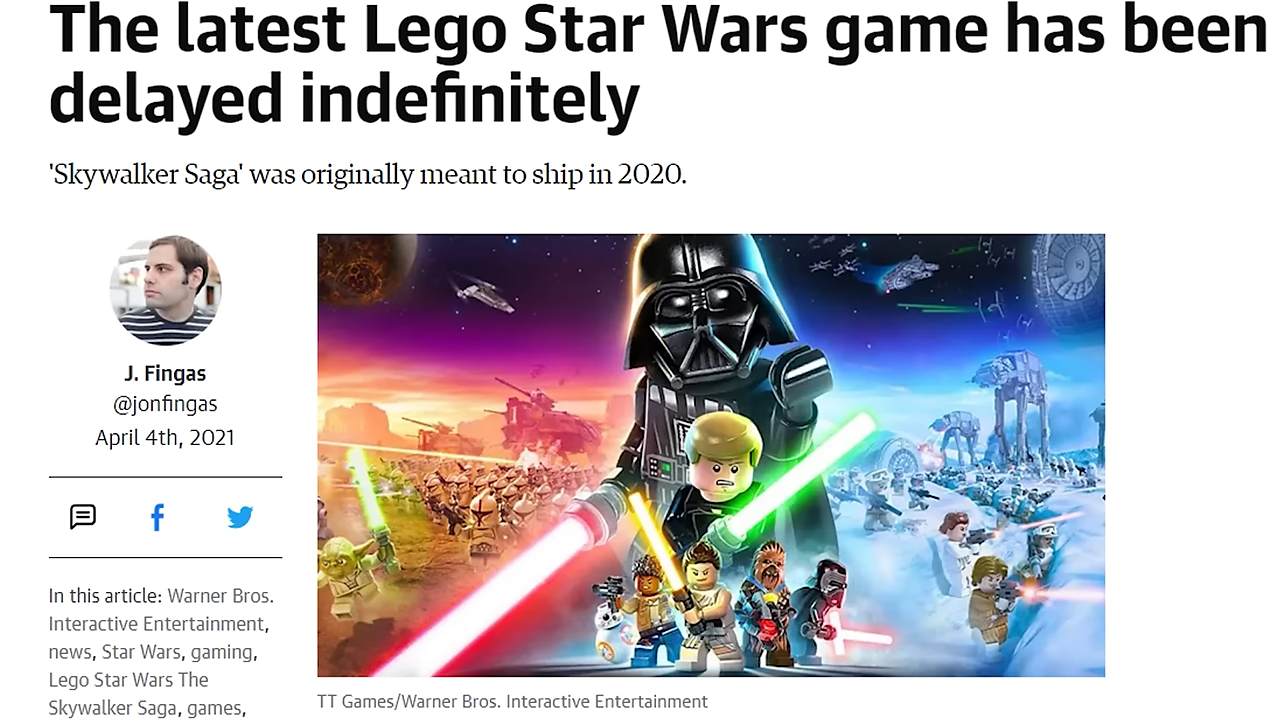 The latest Lego Star Wars game has been
delayed indefinitely
'Skywalker Saga' was originally meant to ship in 2020.
J. Fingas
@jonfingas
April 4th, 2021
In this article: Warner Bros.
Interactive Entertainment,
news, Star Wars, gaming,
Lego Star Wars The
Skywalker Saga, games,
TT Games/Warner Bros. Interactive Entertainment